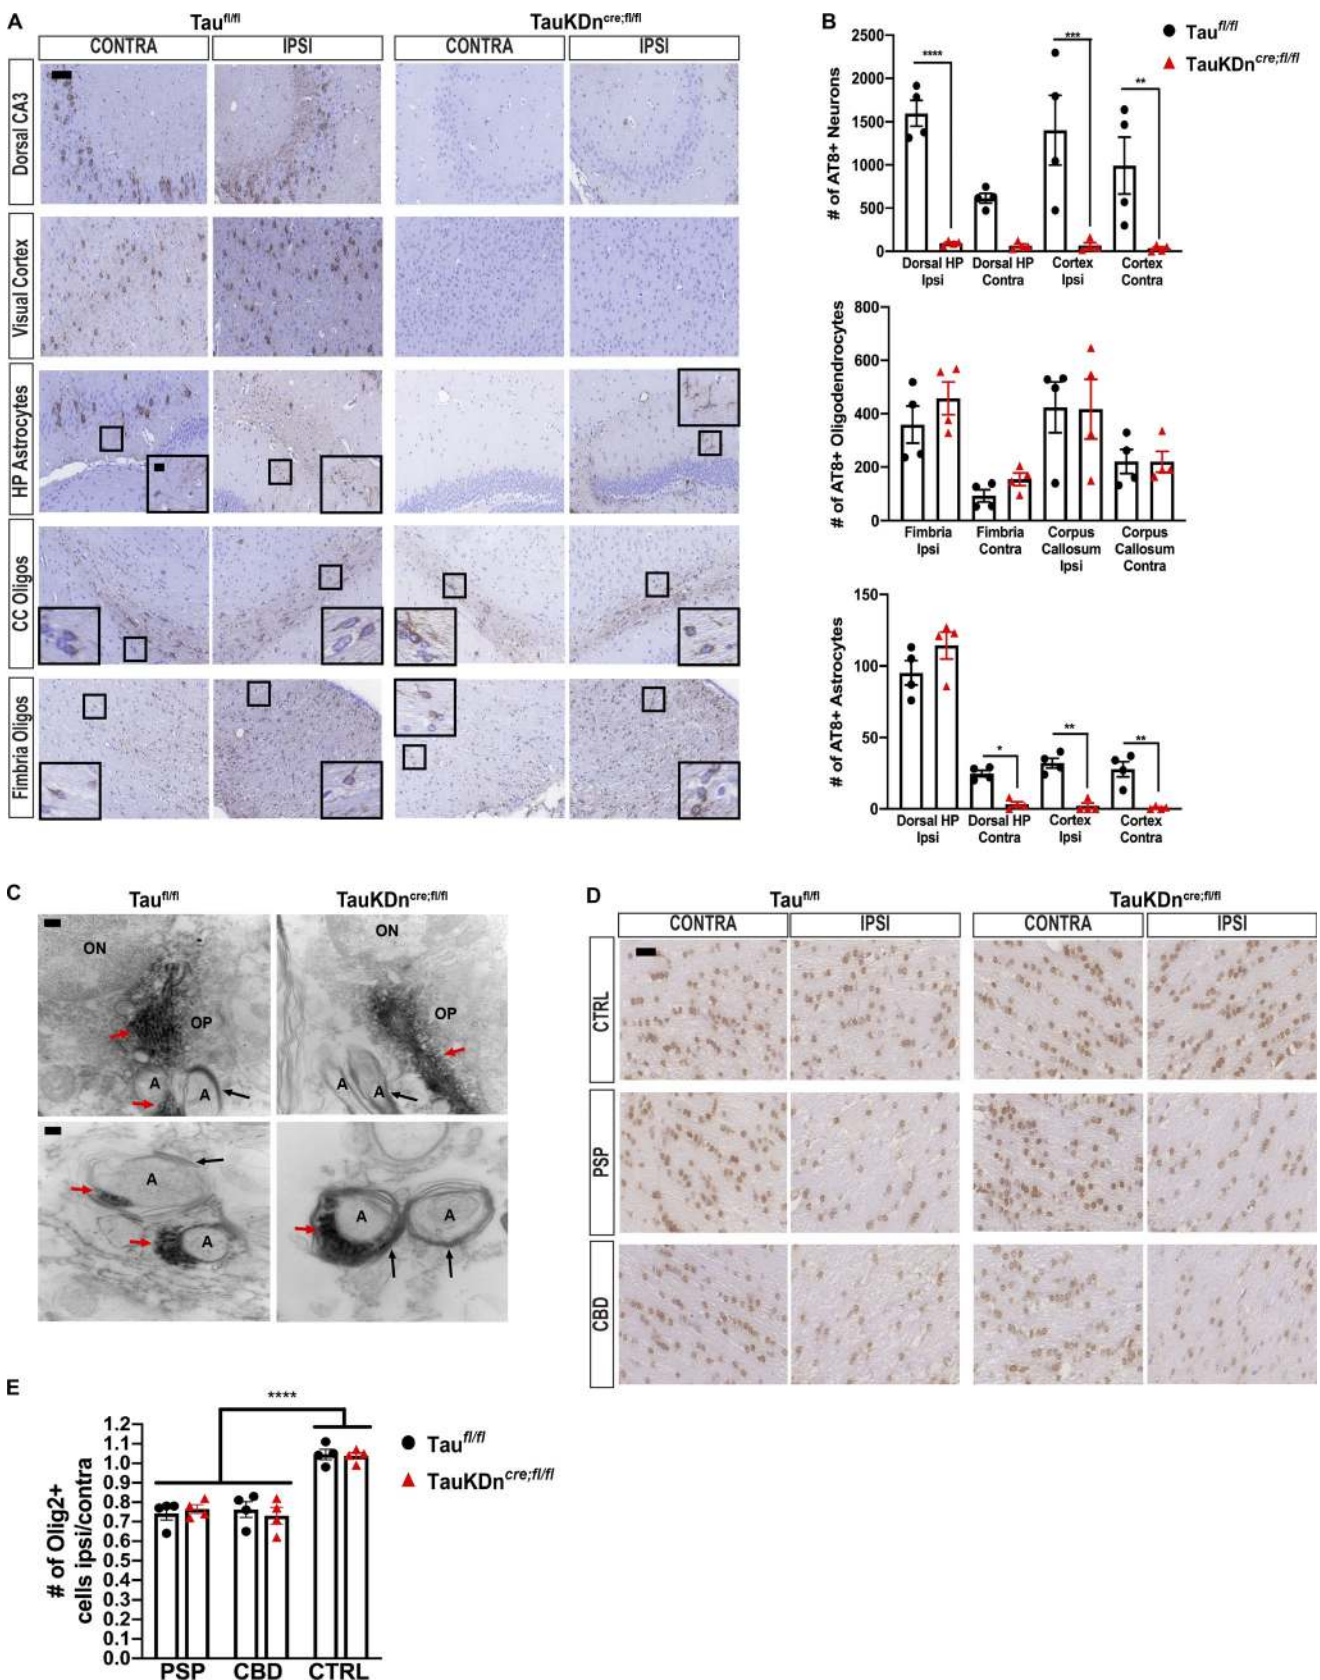 A
Tau^fl/fl
TauKDn^cre;fl/fl
CONTRA
IPSI
CONTRA
IPSI
Dorsal CA3
Visual Cortex
HP Astrocytes
CC Oligos
Fimbria Oligos
B
Tau^fl/fl
TauKDn^cre;fl/fl
# of AT8+ Neurons
2500
2000
1500
1000
500
0
****
***
**
Dorsal HP Ipsi
Dorsal HP Contra
Cortex Ipsi
Cortex Contra
# of AT8+ Oligodendrocytes
800
600
400
200
0
Fimbria Ipsi
Fimbria Contra
Corpus Callosum Ipsi
Corpus Callosum Contra
# of AT8+ Astrocytes
150
100
50
0
*
**
**
Dorsal HP Ipsi
Dorsal HP Contra
Cortex Ipsi
Cortex Contra
C
Tau^fl/fl
TauKDn^cre;fl/fl
ON
OP
A
A
ON
OP
A
A
A
A
A
A
D
Tau^fl/fl
TauKDn^cre;fl/fl
CONTRA
IPSI
CONTRA
IPSI
CTRL
PSP
CBD
E
# of Olig2+
cells ipsi/contra
1.2
1.1
1.0
0.9
0.8
0.7
0.6
0.5
0.4
0.3
0.2
0.1
0.0
****
PSP
CBD
CTRL
Tau^fl/fl
TauKDn^cre;fl/fl